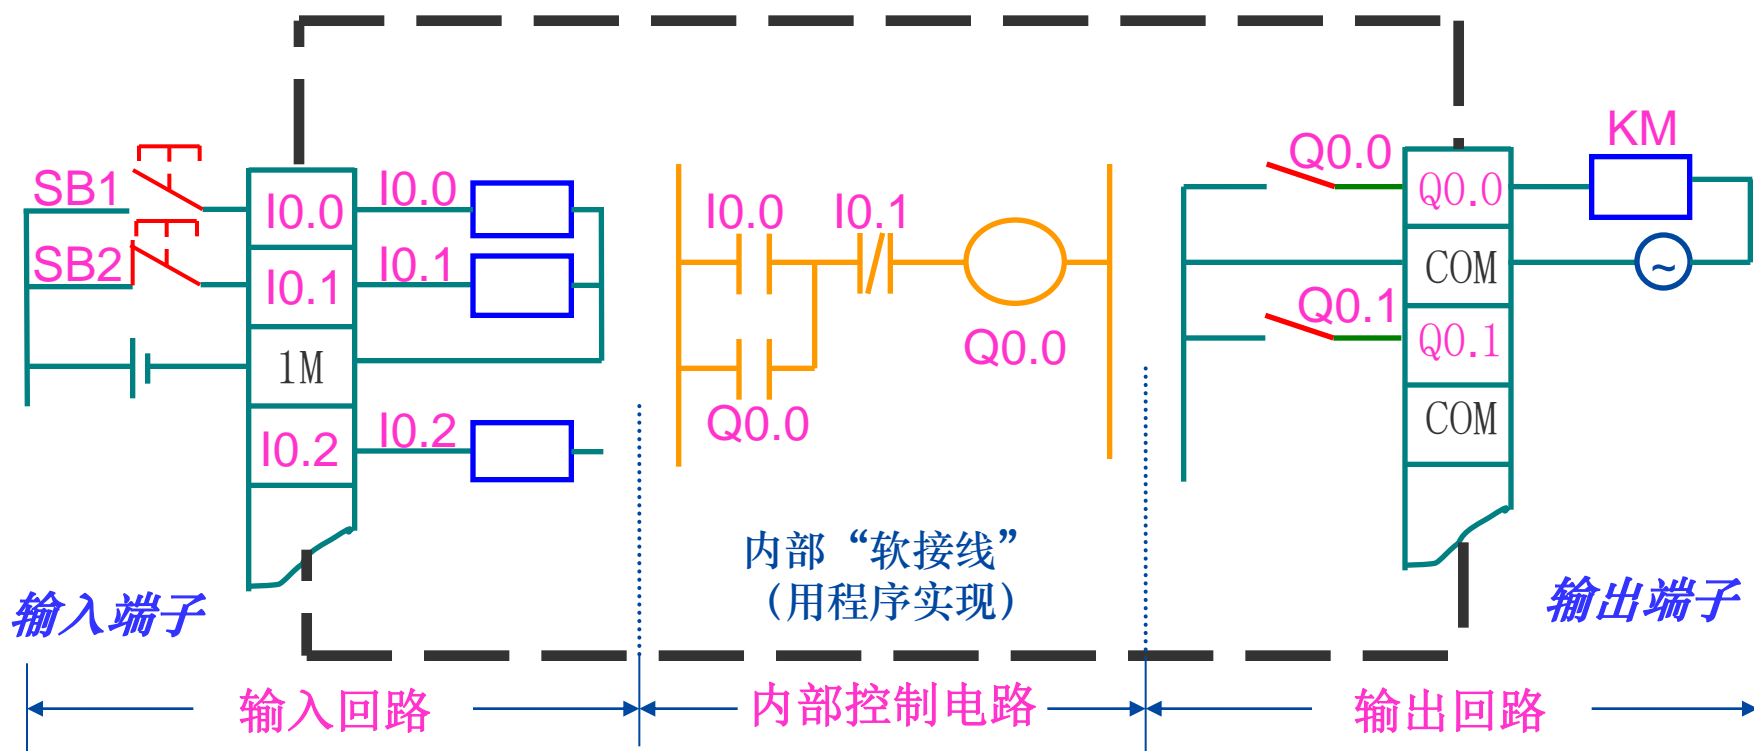 KM
SB1
I0.0
I0.0
I0.0
I0.1
Q0.0
Q0.0
SB2
I0.1
I0.1
COM
~
1M
Q0.0
Q0.1
Q0.1
I0.2
I0.2
Q0.0
COM
内部“软接线”
（用程序实现）
输入端子
输出端子
输入回路
内部控制电路
输出回路